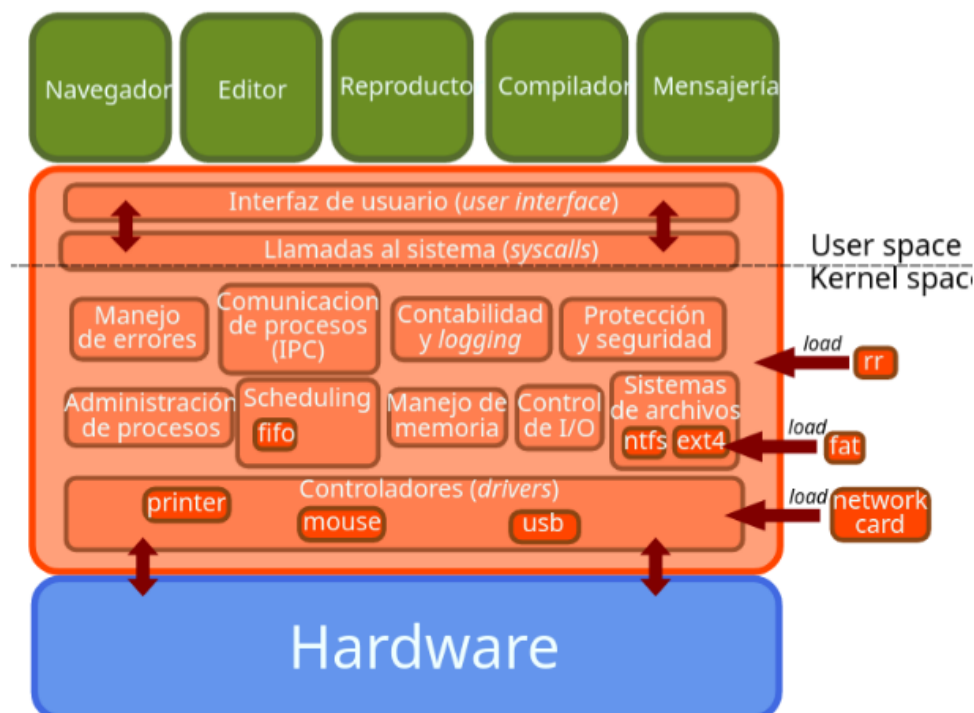 Navegador
Editor
Reproducto
Compilador
Mensajería
Interfaz de usuario (user interface)
Llamadas al sistema (syscalls)
User space
Kernel spac
Manejo
de errores
Comunicacion
de procesos
(IPC)
Contabilidad
y logging
Protección
y seguridad
load
rr
Administración
de procesos
Scheduling
fifo
Manejo de
memoria
Control
de I/O
Sistemas
de archivos
ntfs
ext4
load
fat
Controladores (drivers)
printer
mouse
usb
load
network
card
Hardware